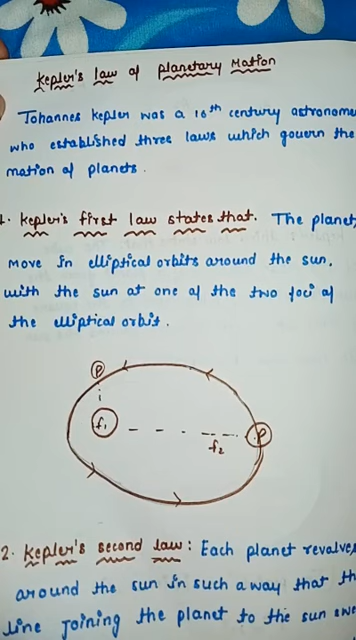 Kepler's law of planetary Motion
Johannes kepler was a 16th century astronome
who established three laws which govern the
motion of planets.
1. kepler's first law states that. The planet
move in elliptical orbits around the sun.
with the sun at one of the two foci of
the elliptical orbit.
P
f1
f2
P
2. kepler's second law: Each planet revolves
around the sun in such a way that th
line joining the planet to the sun swe